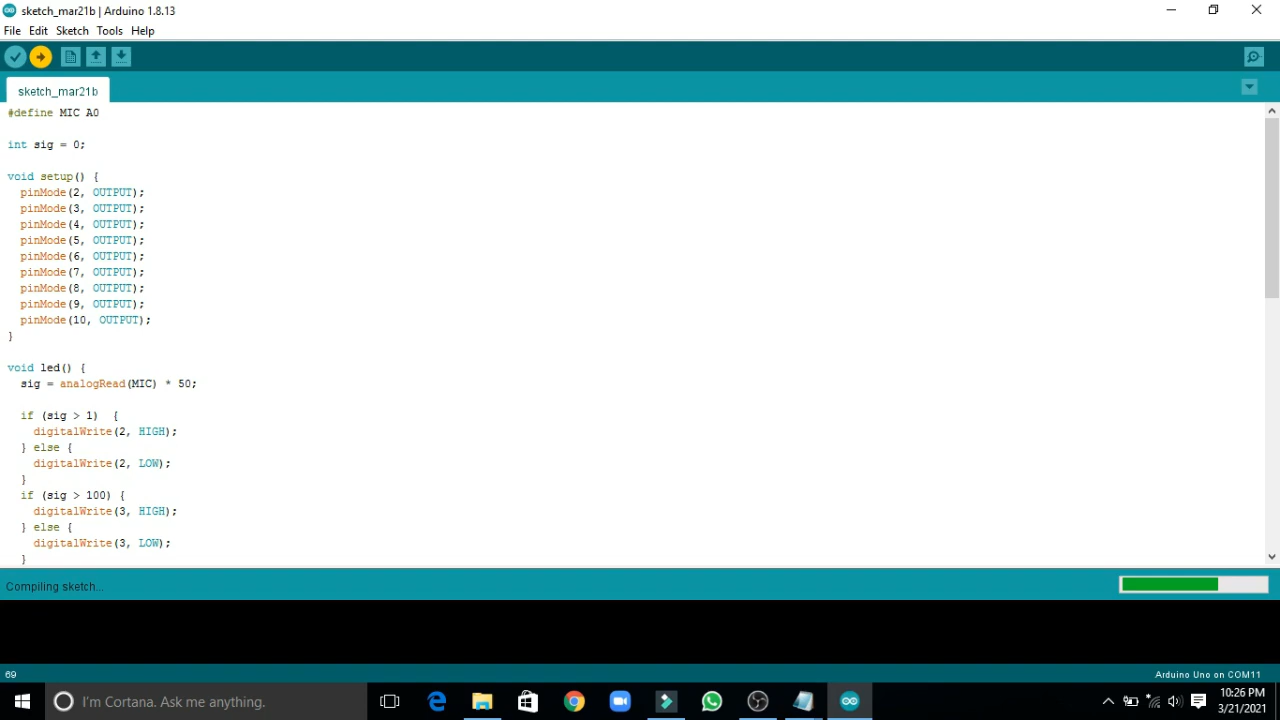 sketch_mar21b | Arduino 1.8.13
File Edit Sketch Tools Help
sketch_mar21b
#define MIC A0
int sig = 0;
void setup() {
  pinMode(2, OUTPUT);
  pinMode(3, OUTPUT);
  pinMode(4, OUTPUT);
  pinMode(5, OUTPUT);
  pinMode(6, OUTPUT);
  pinMode(7, OUTPUT);
  pinMode(8, OUTPUT);
  pinMode(9, OUTPUT);
  pinMode(10, OUTPUT);
}
void led() {
  sig = analogRead(MIC) * 50;
  if (sig > 1)  {
    digitalWrite(2, HIGH);
  } else {
    digitalWrite(2, LOW);
  }
  if (sig > 100) {
    digitalWrite(3, HIGH);
  } else {
    digitalWrite(3, LOW);
  }
Compiling sketch...
69
Arduino Uno on COM11
I'm Cortana. Ask me anything.
10:26 PM
3/21/2021